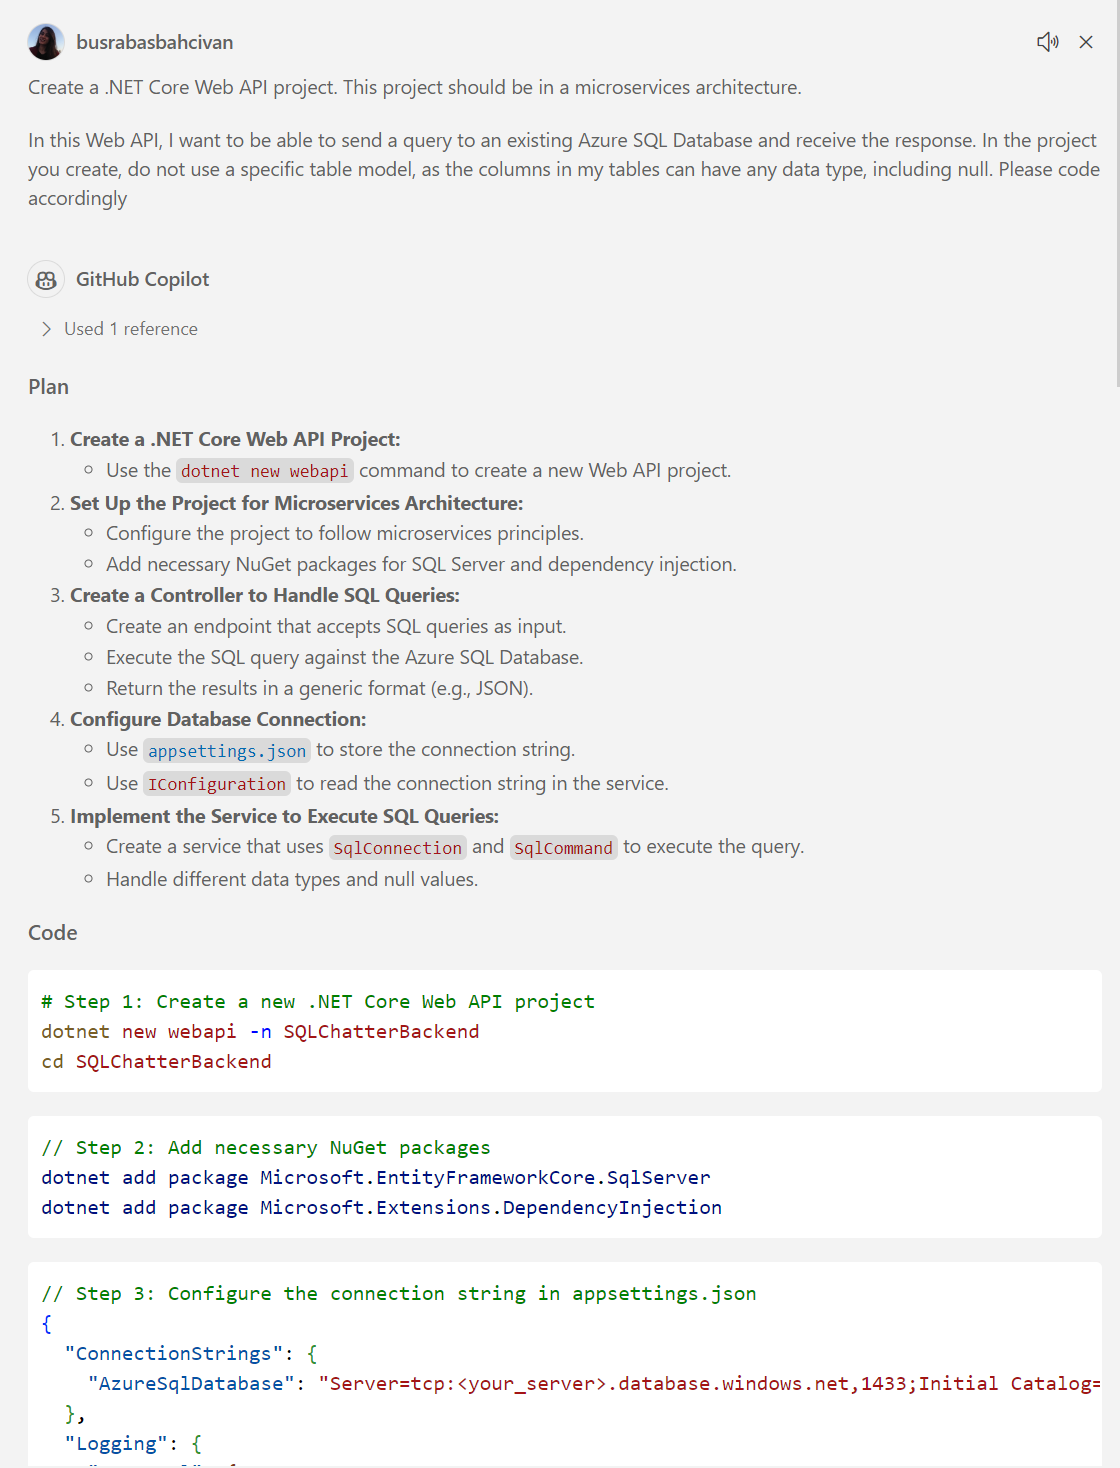 busrabasbahcivan
Create a .NET Core Web API project. This project should be in a microservices architecture.
In this Web API, I want to be able to send a query to an existing Azure SQL Database and receive the response. In the project
you create, do not use a specific table model, as the columns in my tables can have any data type, including null. Please code
accordingly
GitHub Copilot
Used 1 reference
Plan
1. Create a .NET Core Web API Project:
Use the dotnet new webapi command to create a new Web API project.
2. Set Up the Project for Microservices Architecture:
Configure the project to follow microservices principles.
Add necessary NuGet packages for SQL Server and dependency injection.
3. Create a Controller to Handle SQL Queries:
Create an endpoint that accepts SQL queries as input.
Execute the SQL query against the Azure SQL Database.
Return the results in a generic format (e.g., JSON).
4. Configure Database Connection:
Use appsettings.json to store the connection string.
Use IConfiguration to read the connection string in the service.
5. Implement the Service to Execute SQL Queries:
Create a service that uses SqlConnection and SqlCommand to execute the query.
Handle different data types and null values.
Code
# Step 1: Create a new .NET Core Web API project
dotnet new webapi -n SQLChatterBackend
cd SQLChatterBackend
// Step 2: Add necessary NuGet packages
dotnet add package Microsoft.EntityFrameworkCore.SqlServer
dotnet add package Microsoft.Extensions.DependencyInjection
// Step 3: Configure the connection string in appsettings.json
{
"ConnectionStrings": {
"AzureSqlDatabase": "Server=tcp:<your_server>.database.windows.net,1433;Initial Catalog=
},
"Logging": {